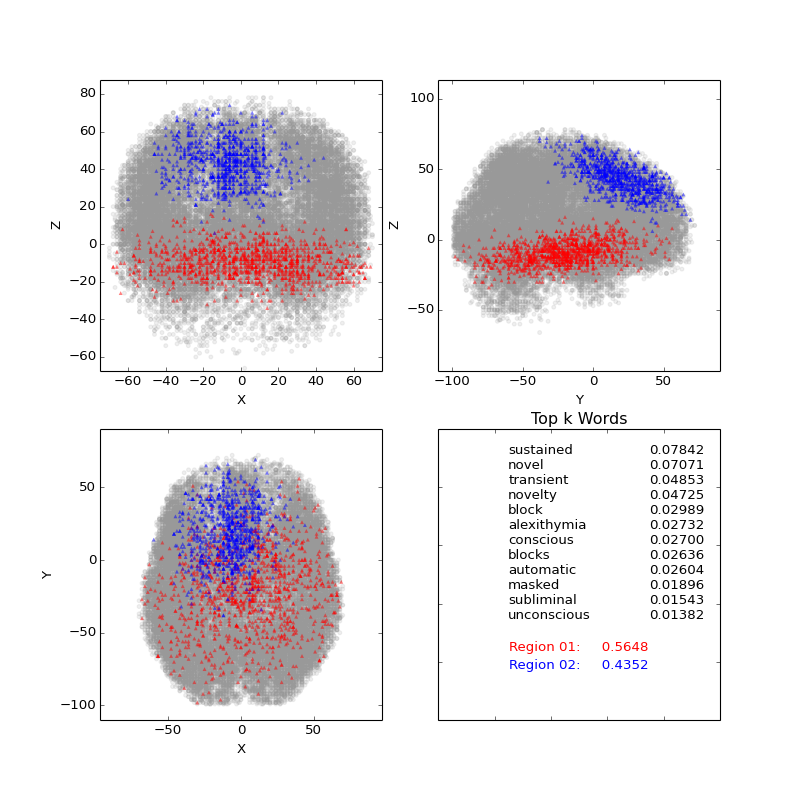 80
60
40
20
0
−20
−40
−60
Z
−60 −40 −20 0 20 40 60
X
100
50
0
−50
Z
−100 −50 0 50
Y
50
0
−50
−100
Y
−50 0 50
X
Top k Words
sustained 0.07842
novel 0.07071
transient 0.04853
novelty 0.04725
block 0.02989
alexithymia 0.02732
conscious 0.02700
blocks 0.02636
automatic 0.02604
masked 0.01896
subliminal 0.01543
unconscious 0.01382
Region 01: 0.5648
Region 02: 0.4352